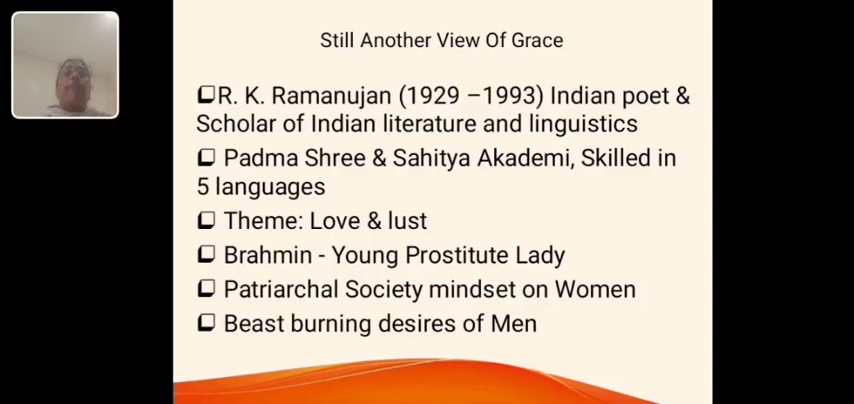 Still Another View Of Grace
❑R. K. Ramanujan (1929 –1993) Indian poet &
Scholar of Indian literature and linguistics
❑ Padma Shree & Sahitya Akademi, Skilled in
5 languages
❑ Theme: Love & lust
❑ Brahmin - Young Prostitute Lady
❑ Patriarchal Society mindset on Women
❑ Beast burning desires of Men